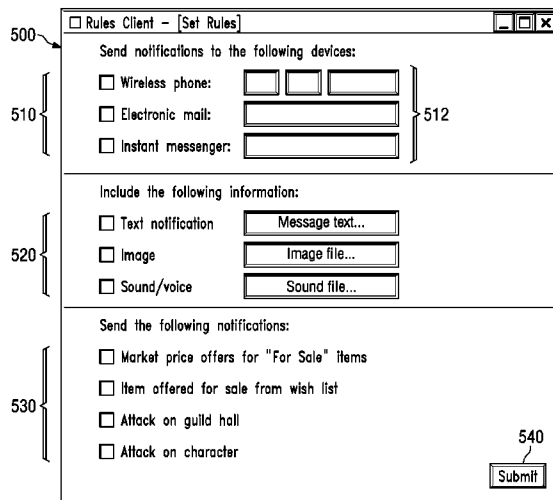 Rules Client - [Set Rules]
500
Send notifications to the following devices:
510
Wireless phone:
Electronic mail:
Instant messenger:
512
Include the following information:
520
Text notification
Message text...
Image
Image file...
Sound/voice
Sound file...
Send the following notifications:
530
Market price offers for "For Sale" items
Item offered for sale from wish list
Attack on guild hall
Attack on character
540
Submit